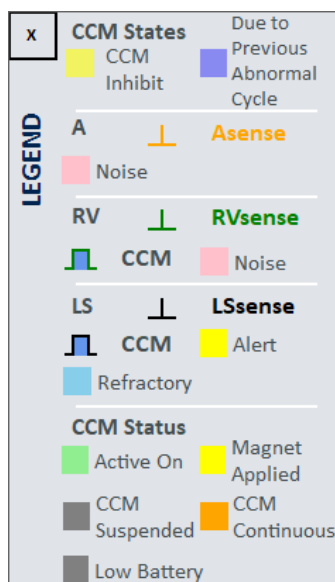 X
LEGEND
CCM States
CCM
Inhibit
Due to
Previous
Abnormal
Cycle
A
Asense
Noise
RV
RVsense
CCM
Noise
LS
LSsense
CCM
Alert
Refractory
CCM Status
Active On
Magnet
Applied
CCM
Suspended
CCM
Continuous
Low Battery